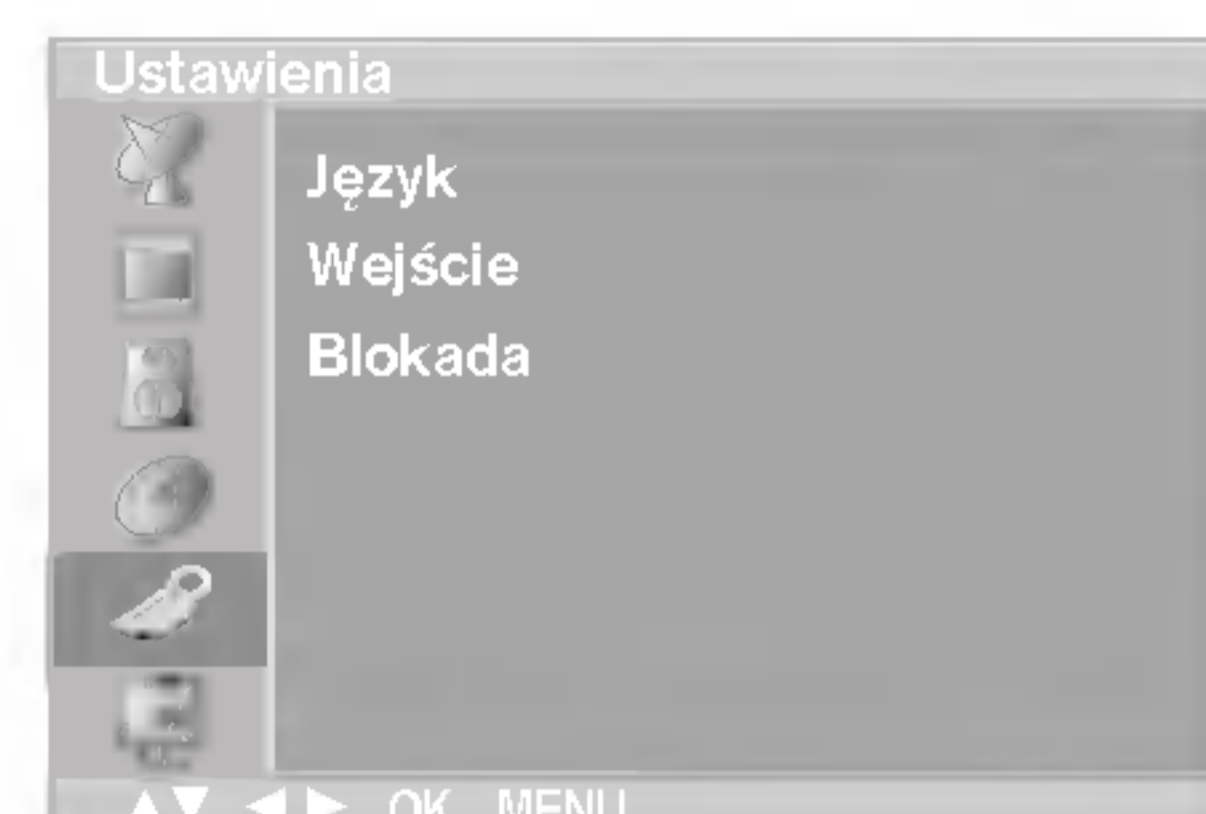 Ustawienia
Język
Wejście
Blokada
▲▼ ◀ ▶ OK MENU